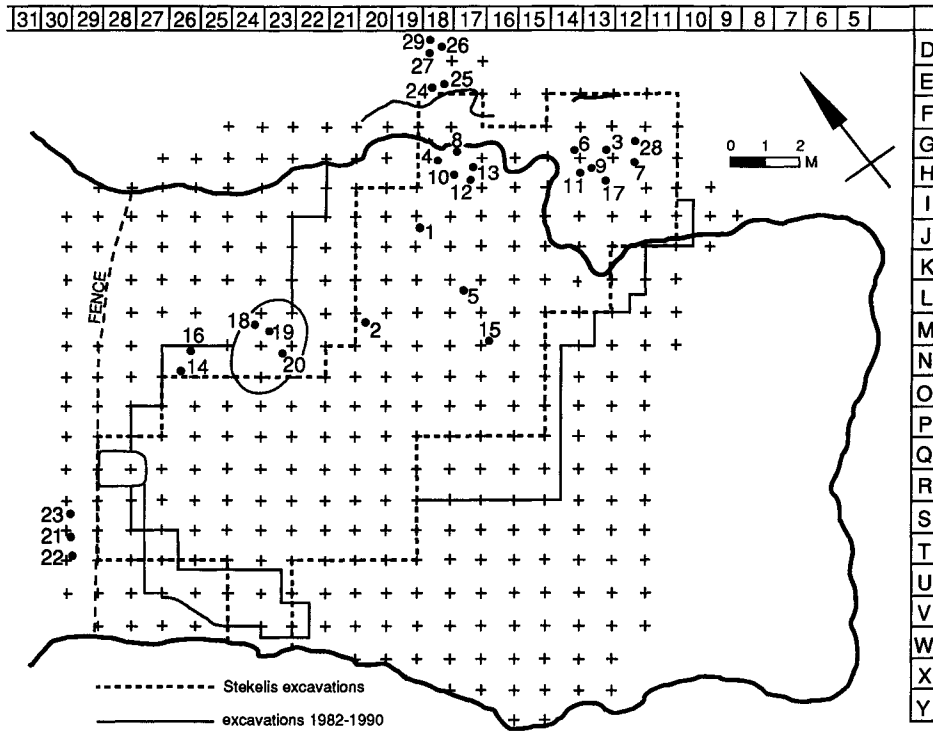 31 30 29 28 27 26 25 24 23 22 21 20 19 18 17 16 15 14 13 12 11 10 9 8 7 6 5
D
E
F
G
H
I
J
K
L
M
N
O
P
Q
R
S
T
U
V
W
X
Y
29 26
27
24 25
8
4
10 13
12
6 3 28
9 7
11 17
0 1 2
M
1
5
FENCE
18 19
2
15
16
20
14
23
21
22
Stekelis excavations
excavations 1982-1990